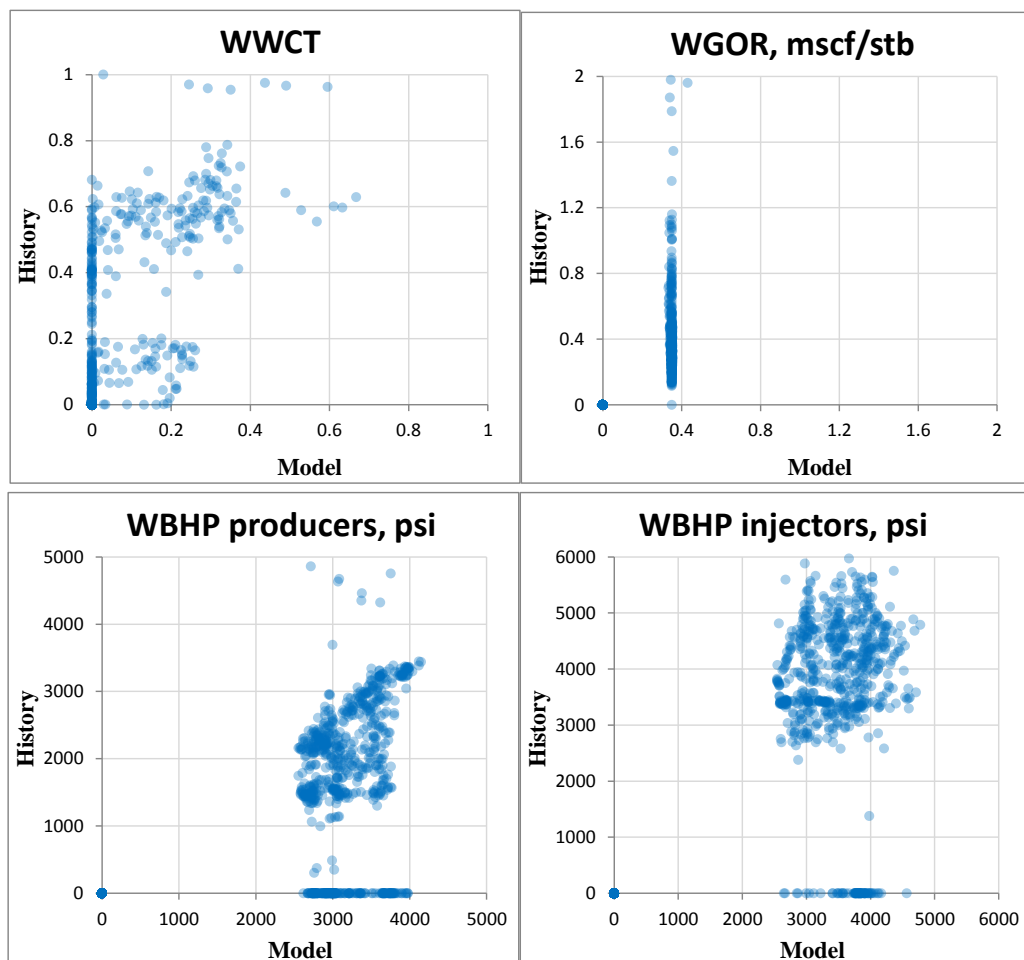 WWCT
1
0.8
0.6
0.4
0.2
0
0 0.2 0.4 0.6 0.8 1
History
Model
WGOR, mscf/stb
2
1.6
1.2
0.8
0.4
0
0 0.4 0.8 1.2 1.6 2
History
Model
WBHP producers, psi
5000
4000
3000
2000
1000
0
0 1000 2000 3000 4000 5000
History
Model
WBHP injectors, psi
6000
5000
4000
3000
2000
1000
0
0 1000 2000 3000 4000 5000 6000
History
Model